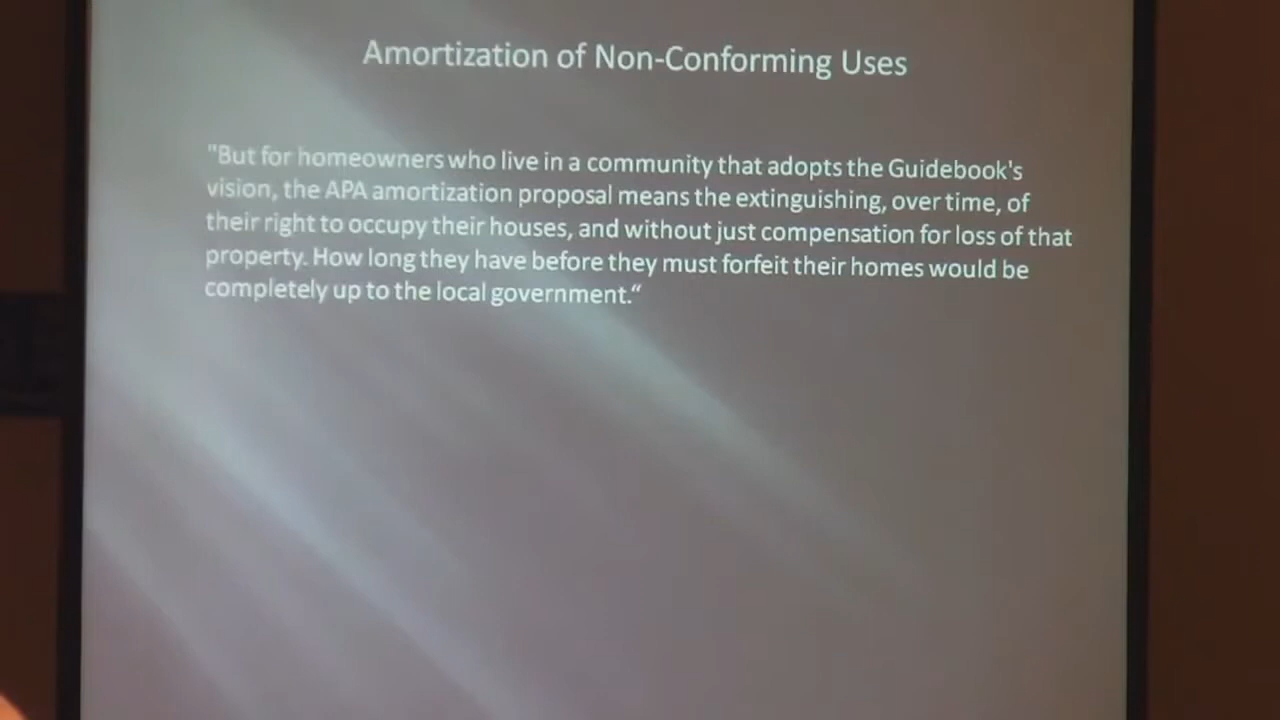 Amortization of Non-Conforming Uses
"But for homeowners who live in a community that adopts the Guidebook's
vision, the APA amortization proposal means the extinguishing, over time, of
their right to occupy their houses, and without just compensation for loss of that
property. How long they have before they must forfeit their homes would be
completely up to the local government.“